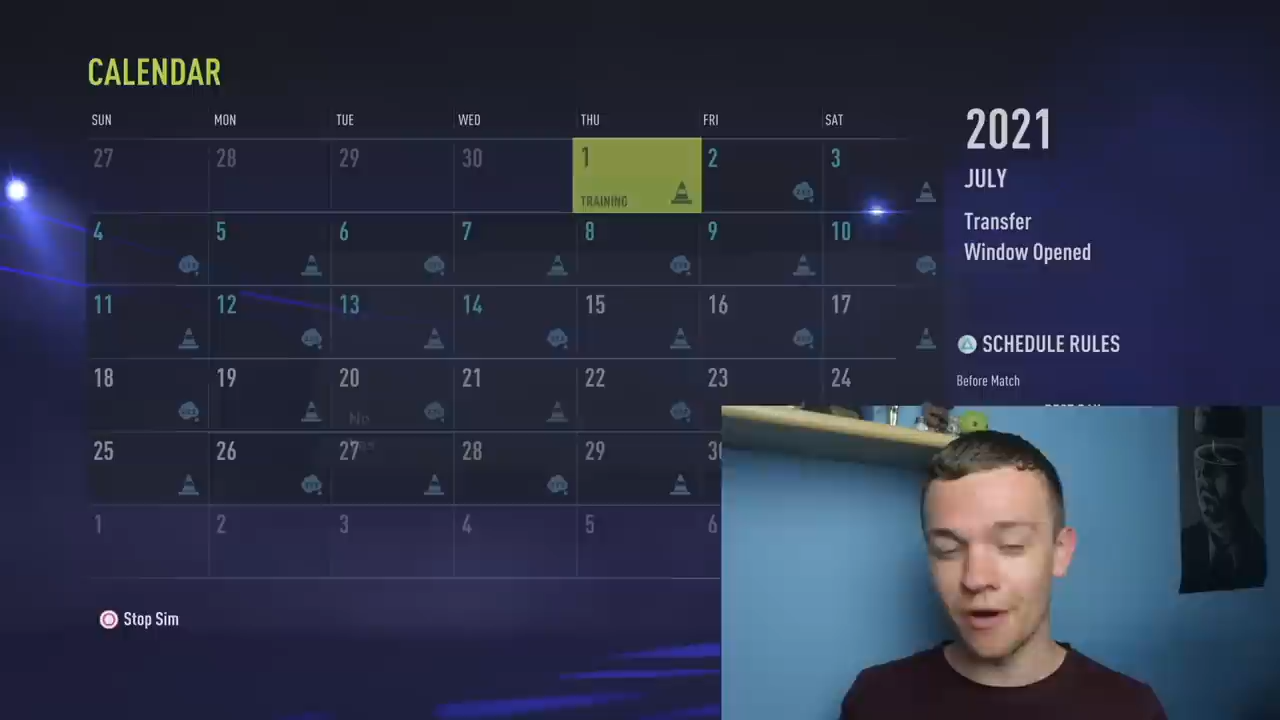 CALENDAR
SUN MON TUE WED THU FRI SAT
27 28 29 30 1 2 3
TRAINING
4 5 6 7 8 9 10
11 12 13 14 15 16 17
18 19 20 21 22 23 24
No
25 26 27 28 29
1 2 3 4 5 6
Stop Sim
2021
JULY
Transfer
Window Opened
SCHEDULE RULES
Before Match